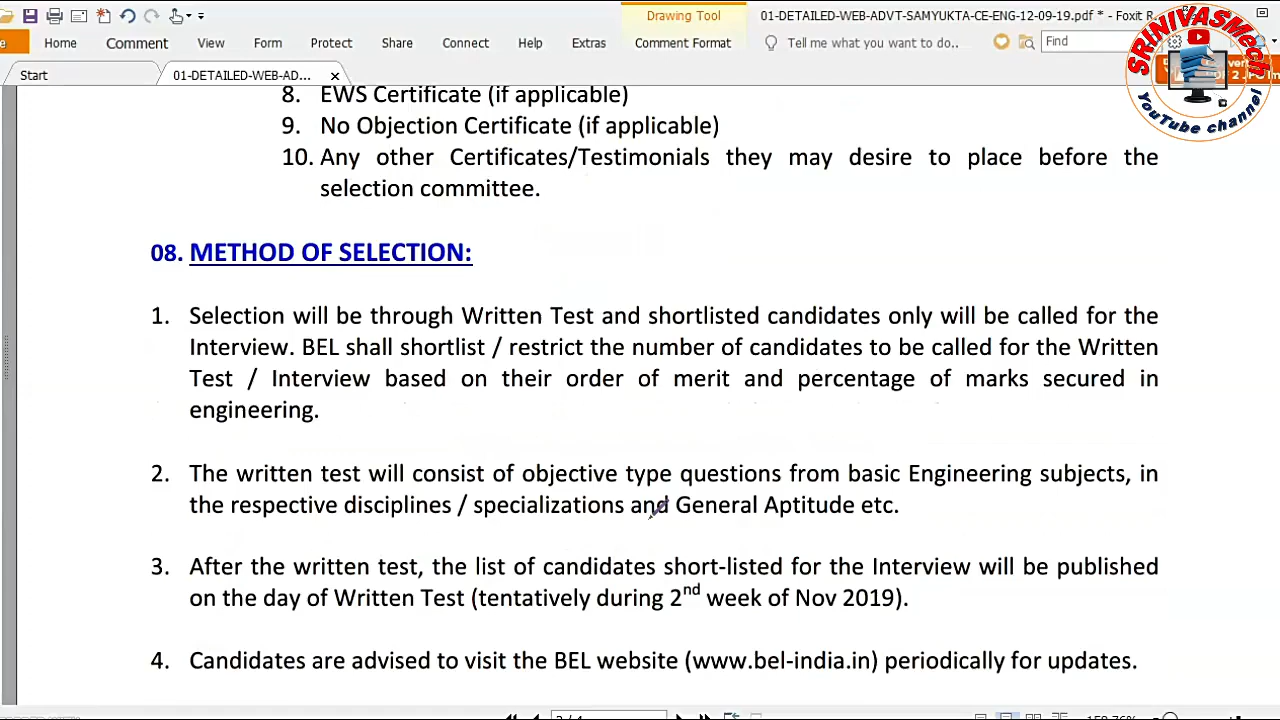 Drawing Tool
01-DETAILED-WEB-ADVT-SAMYUKTA-CE-ENG-12-09-19.pdf * - Foxit R
Home Comment View Form Protect Share Connect Help Extras Comment Format Tell me what you want to do.. Find
Start 01-DETAILED-WEB-AD...
SRINIVASMech
YouTube channel
8. EWS Certificate (if applicable)
9. No Objection Certificate (if applicable)
10. Any other Certificates/Testimonials they may desire to place before the
selection committee.
08. METHOD OF SELECTION:
1. Selection will be through Written Test and shortlisted candidates only will be called for the
Interview. BEL shall shortlist / restrict the number of candidates to be called for the Written
Test / Interview based on their order of merit and percentage of marks secured in
engineering.
2. The written test will consist of objective type questions from basic Engineering subjects, in
the respective disciplines / specializations and General Aptitude etc.
3. After the written test, the list of candidates short-listed for the Interview will be published
on the day of Written Test (tentatively during 2nd week of Nov 2019).
4. Candidates are advised to visit the BEL website (www.bel-india.in) periodically for updates.